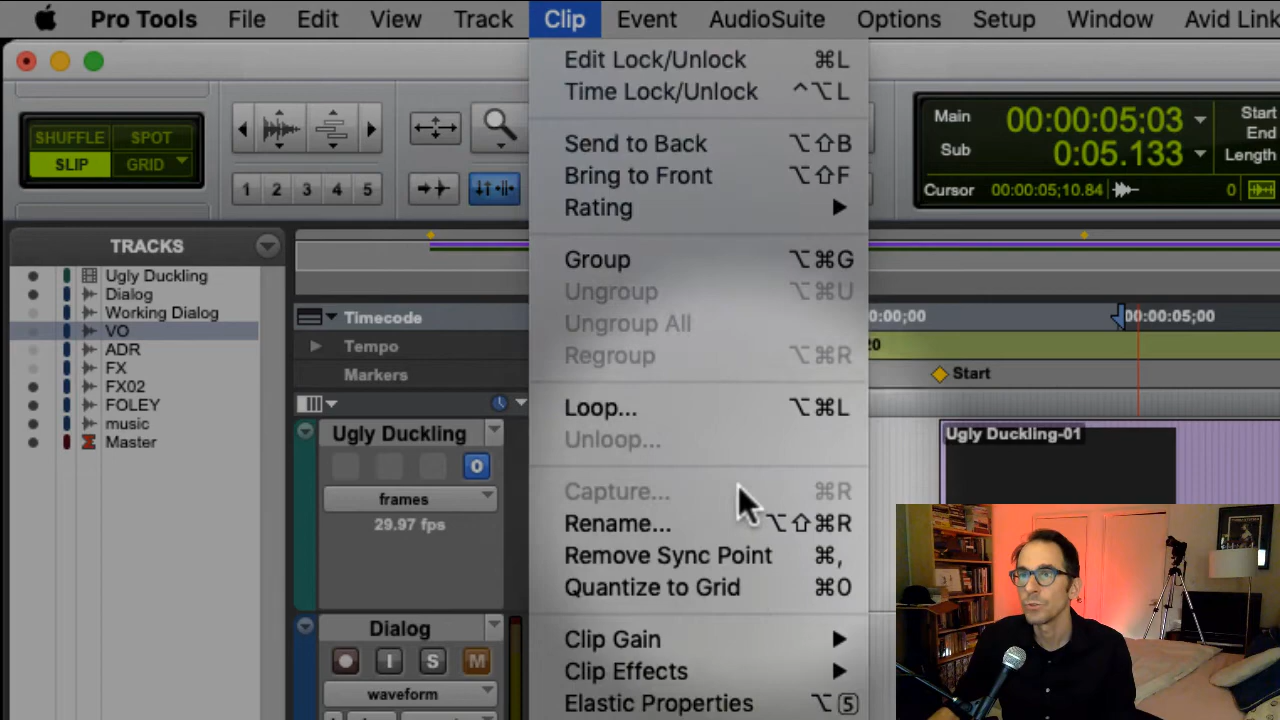 Pro Tools File Edit View Track Clip Event AudioSuite Options Setup Window Avid Link
SHUFFLE SPOT
SLIP GRID
1 2 3 4 5
Main 00:00:05;03
Sub 0:05.133
Cursor 00:00:05;10.84 0
Start
End
Length
Edit Lock/Unlock ⌘L
Time Lock/Unlock ^⌥L
Send to Back ⌥⇧B
Bring to Front ⌥⇧F
Rating
Group ⌥⌘G
Ungroup ⌥⌘U
Ungroup All
Regroup ⌥⌘R
Loop... ⌥⌘L
Unloop...
Capture... ⌘R
Rename... ⌥⇧⌘R
Remove Sync Point ⌘,
Quantize to Grid ⌘0
Clip Gain
Clip Effects
Elastic Properties ⌥5
TRACKS
Ugly Duckling
Dialog
Working Dialog
VO
ADR
FX
FX02
FOLEY
music
Master
Timecode
Tempo
Markers
0:00;00 00:00:05;00
20
Start
Ugly Duckling
O
frames
29.97 fps
Ugly Duckling-01
Dialog
I S M
waveform